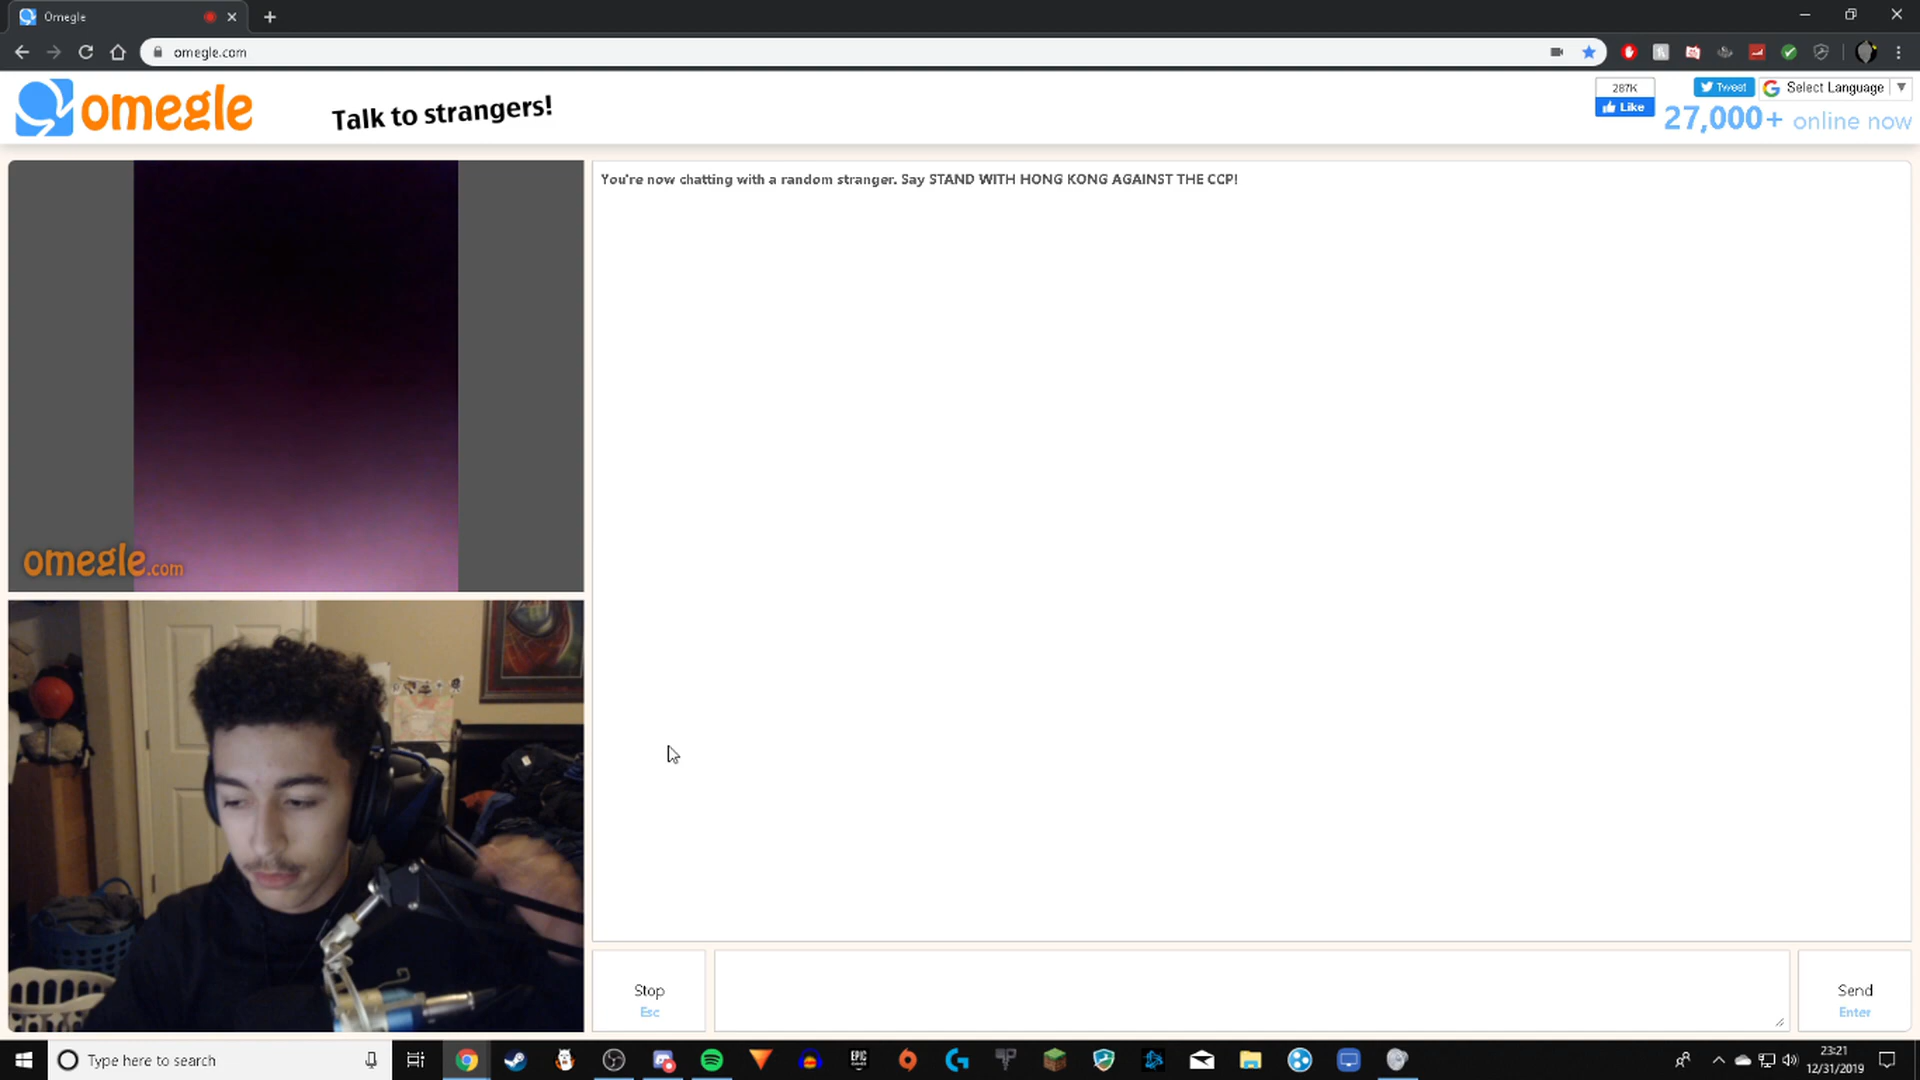 Omegle
omegle.com
omegle
Talk to strangers!
287K
Like
Tweet
Select Language
27,000+ online now
You're now chatting with a random stranger. Say STAND WITH HONG KONG AGAINST THE CCP!
omegle.com
Stop
Esc
Send
Enter
Type here to search
EPIC
GAMES
23:21
12/31/2019